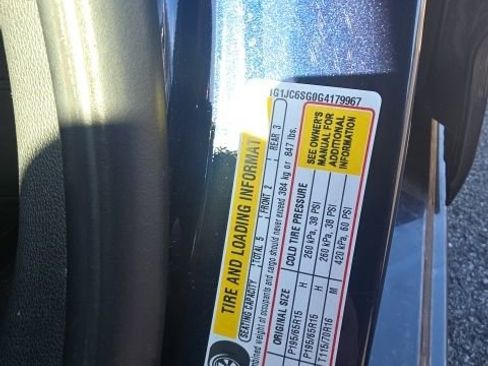 1G1JC6SG0G4179967
TIRE AND LOADING INFORMAT
SEATING CAPACITY TOTAL 5 FRONT 2 REAR 3
mbined weight of occupants and cargo should never exceed 384 kg or 847 lbs.
ORIGINAL SIZE COLD TIRE PRESSURE
P195/65R15 H 260 kPa, 38 PSI
P195/65R15 H 260 kPa, 38 PSI
T115/70R16 M 420 kPa, 60 PSI
SEE OWNER'S
MANUAL FOR
ADDITIONAL
INFORMATION